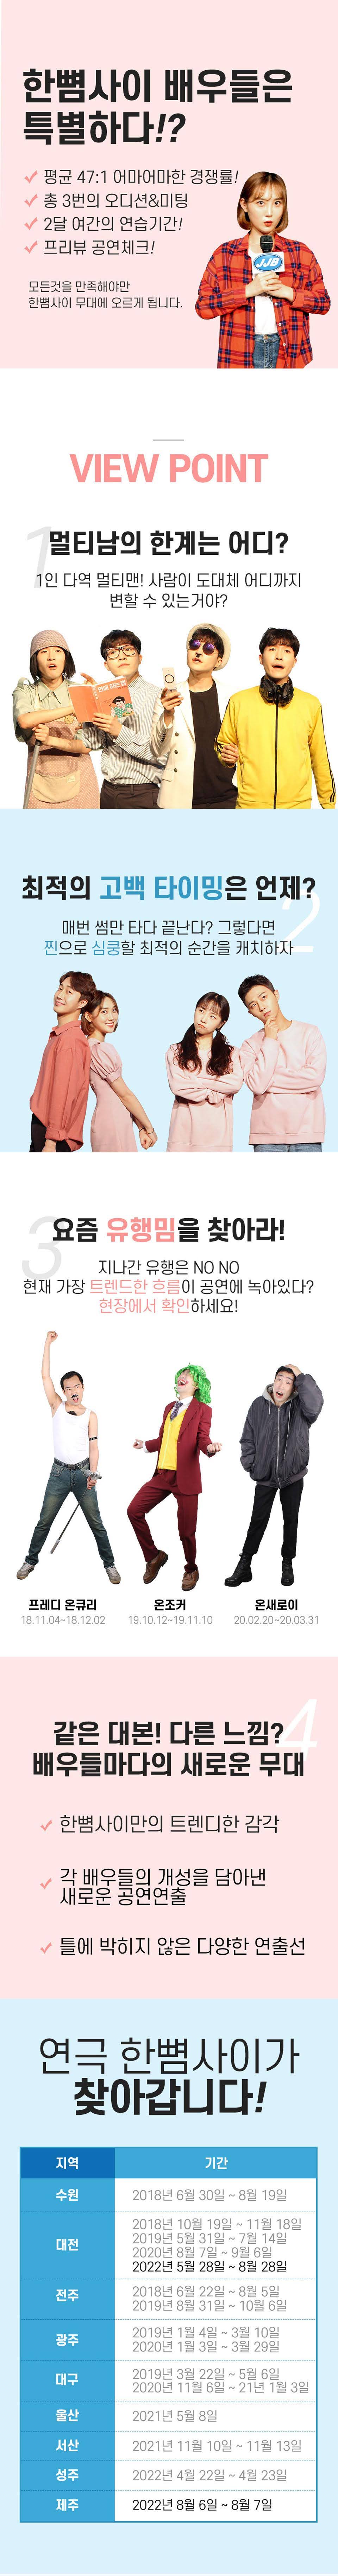 한뼘사이 배우들은
특별하다!?
평균 47:1 어마어마한 경쟁률!
총 3번의 오디션&미팅
2달 여간의 연습기간!
프리뷰 공연체크!
모든것을 만족해야만
한뼘사이 무대에 오르게 됩니다.
JJB
VIEW POINT
1
멀티남의 한계는 어디?
1인 다역 멀티맨! 사람이 도대체 어디까지
변할 수 있는거야?
최적의 고백 타이밍은 언제?
2
매번 썸만 타다 끝난다? 그렇다면
찐으로 심쿵할 최적의 순간을 캐치하자
3
요즘 유행밈을 찾아라!
지나간 유행은 NO NO
현재 가장 트렌드한 흐름이 공연에 녹아있다?
현장에서 확인하세요!
프레디 온큐리
18.11.04~18.12.02
온조커
19.10.12~19.11.10
온새로이
20.02.20~20.03.31
4
같은 대본! 다른 느낌?
배우들마다의 새로운 무대
한뼘사이만의 트렌디한 감각
각 배우들의 개성을 담아낸
새로운 공연연출
틀에 박히지 않은 다양한 연출선
연극 한뼘사이가
찾아갑니다!
지역 기간
수원 2018년 6월 30일 ~ 8월 19일
대전 2018년 10월 19일 ~ 11월 18일
2019년 5월 31일 ~ 7월 14일
2020년 8월 7일 ~ 9월 6일
2022년 5월 28일 ~ 8월 28일
전주 2018년 6월 22일 ~ 8월 5일
2019년 8월 31일 ~ 10월 6일
광주 2019년 1월 4일 ~ 3월 10일
2020년 1월 3일 ~ 3월 29일
대구 2019년 3월 22일 ~ 5월 6일
2020년 11월 6일 ~ 21년 1월 3일
울산 2021년 5월 8일
서산 2021년 11월 10일 ~ 11월 13일
성주 2022년 4월 22일 ~ 4월 23일
제주 2022년 8월 6일 ~ 8월 7일